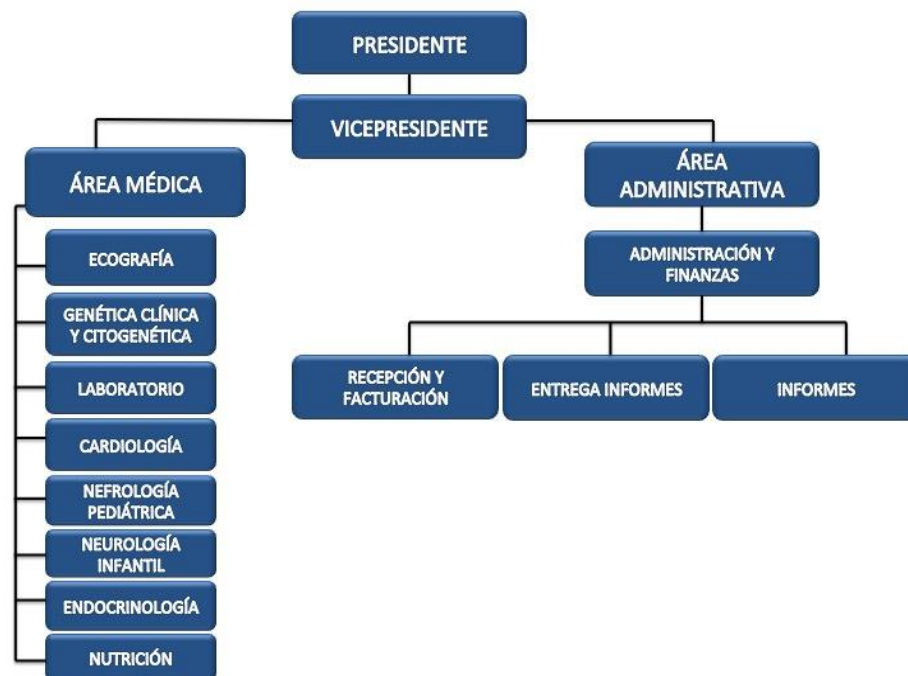 PRESIDENTE
VICEPRESIDENTE
ÁREA MÉDICA
ECOGRAFÍA
GENÉTICA CLÍNICA
Y CITOGENÉTICA
LABORATORIO
CARDIOLOGÍA
NEFROLOGÍA
PEDIÁTRICA
NEUROLOGÍA
INFANTIL
ENDOCRINOLOGÍA
NUTRICIÓN
ÁREA
ADMINISTRATIVA
ADMINISTRACIÓN Y
FINANZAS
RECEPCIÓN Y
FACTURACIÓN
ENTREGA INFORMES
INFORMES